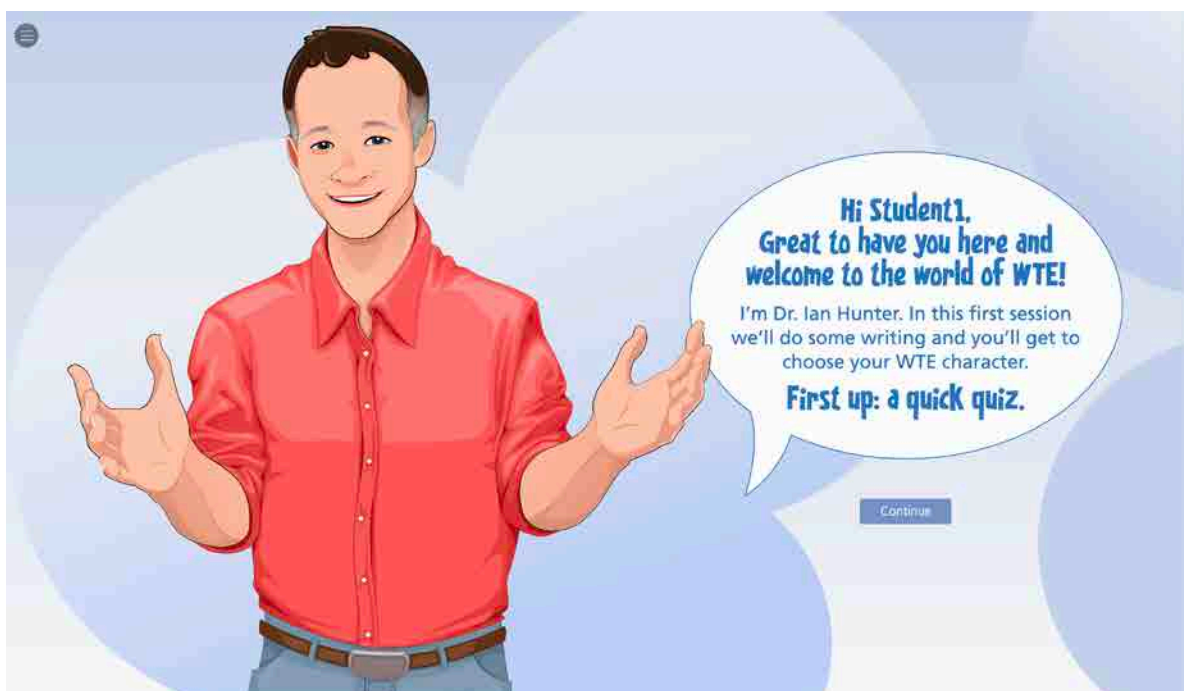 Hi Student1,
Great to have you here and
welcome to the world of WTE!
I'm Dr. Ian Hunter. In this first session
we'll do some writing and you'll get to
choose your WTE character.
First up: a quick quiz.
Continue